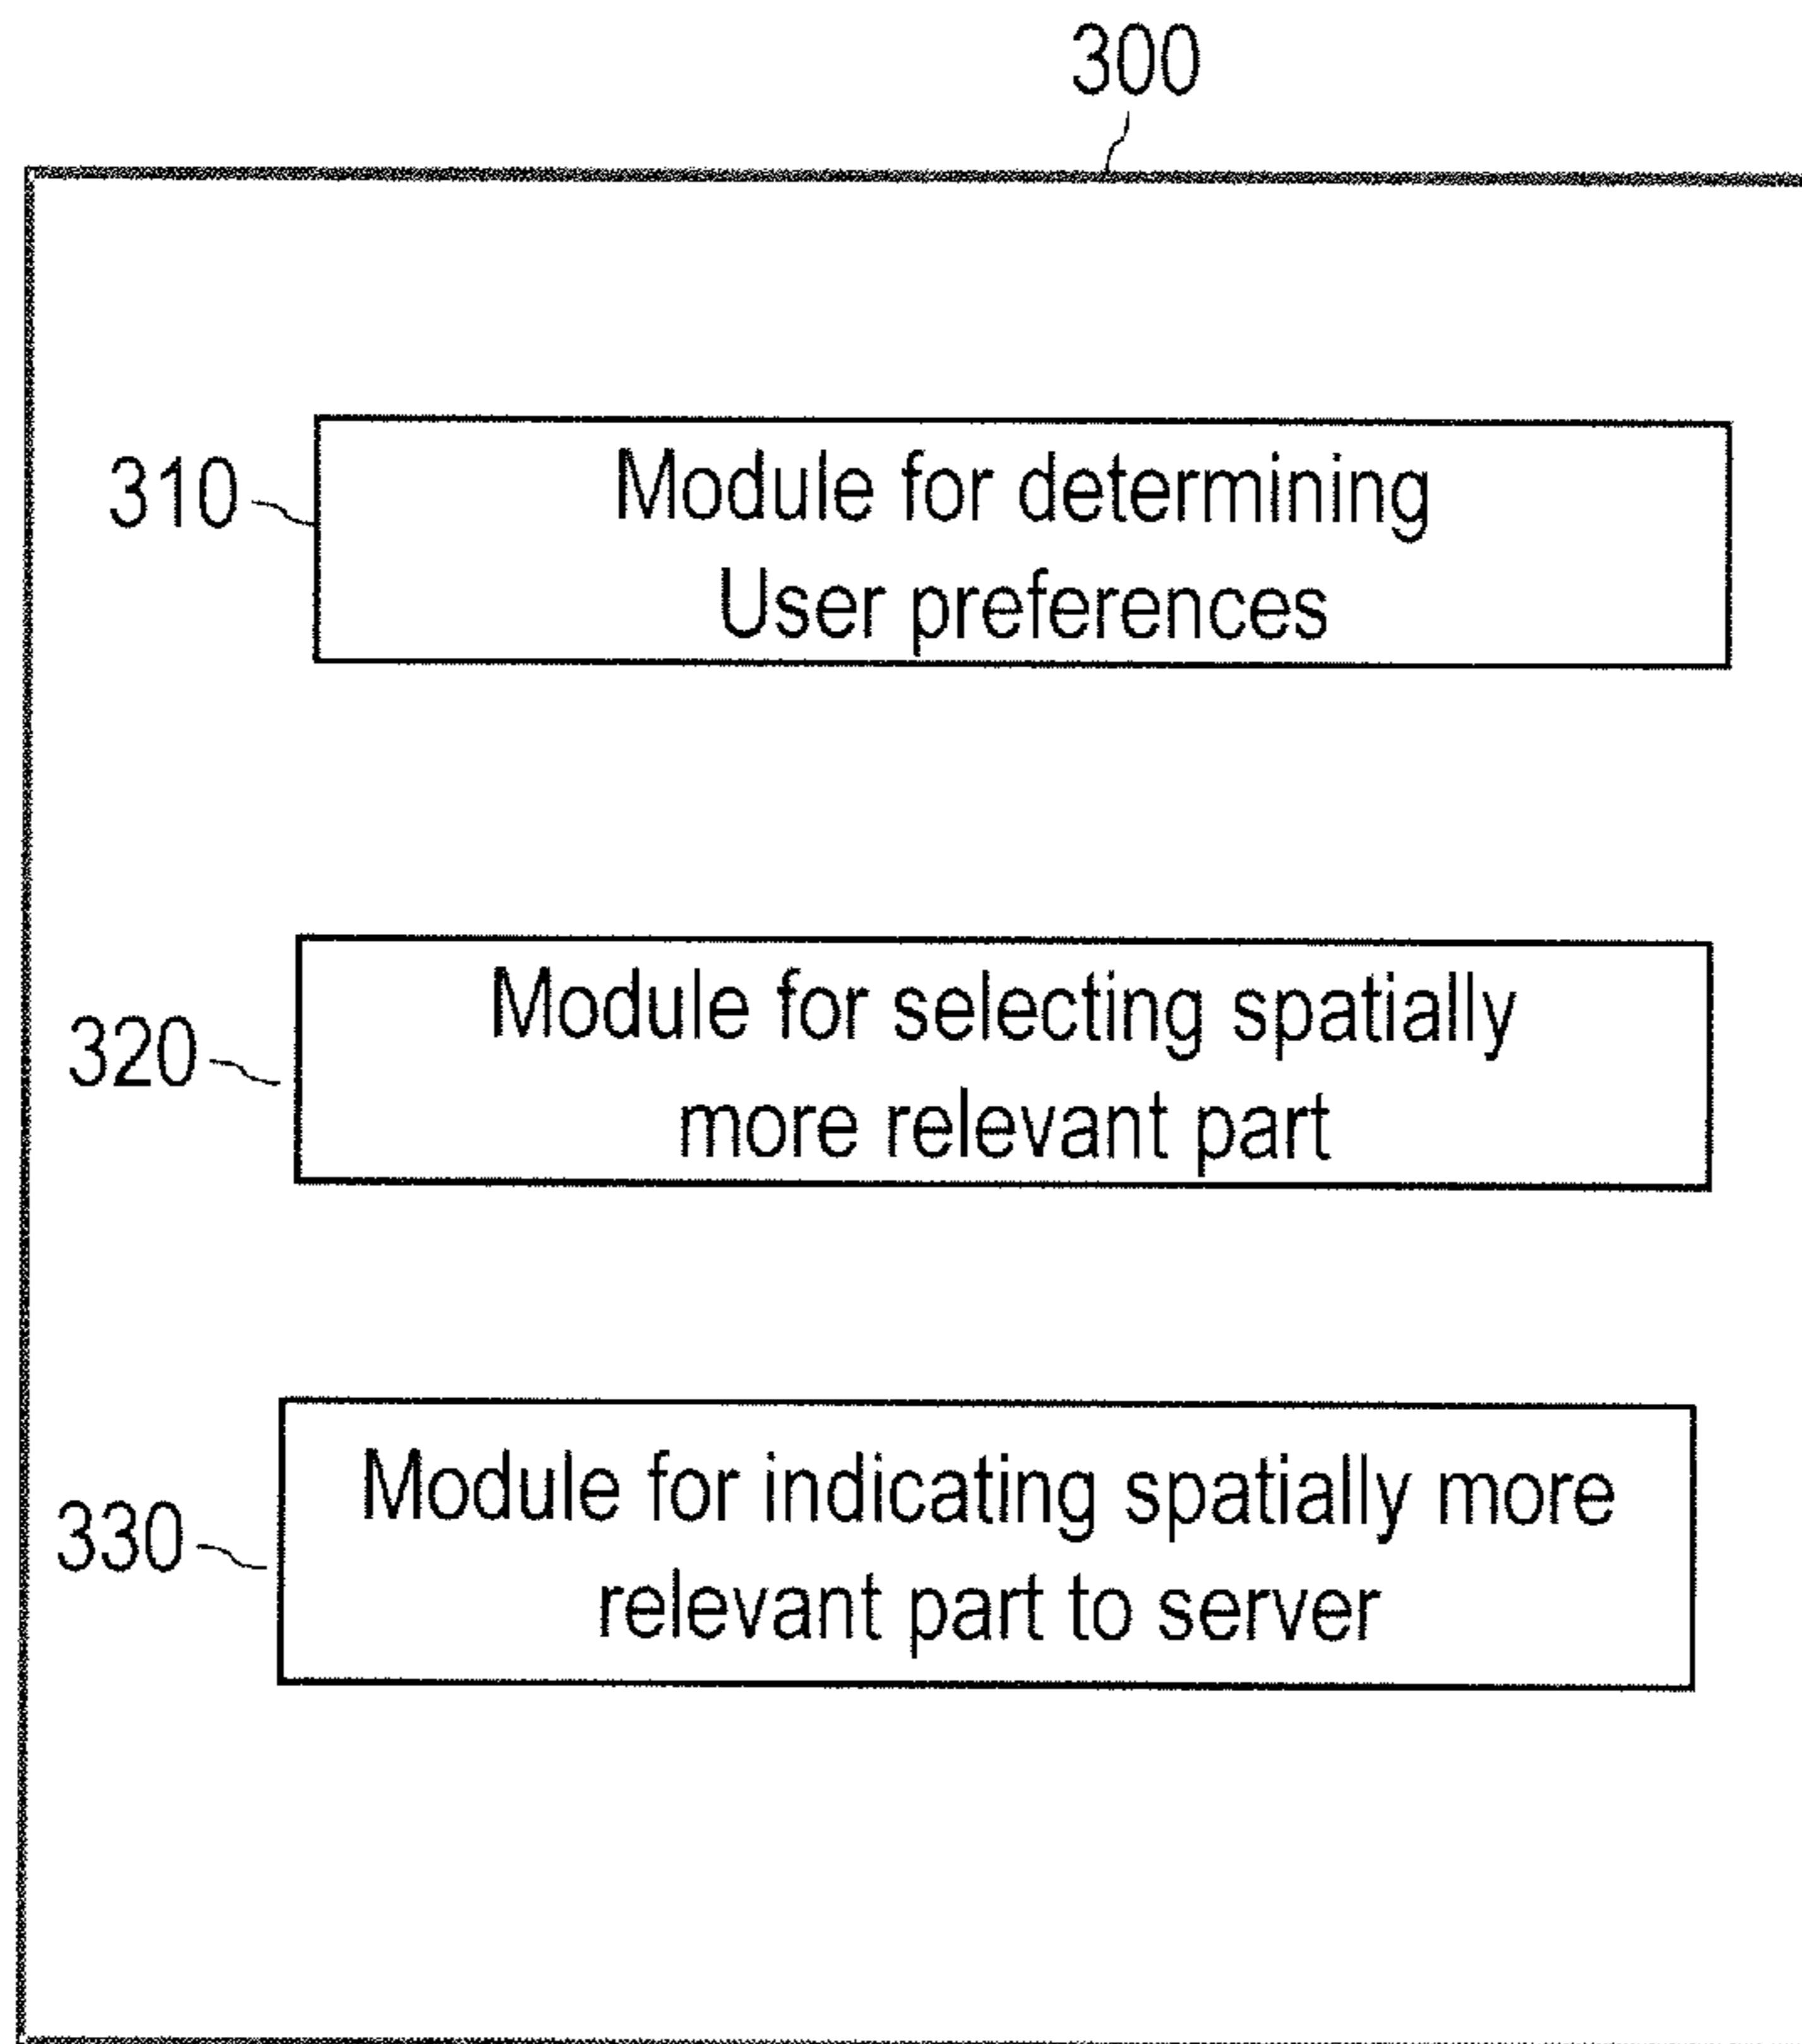 300
310
Module for determining
User preferences
320
Module for selecting spatially
more relevant part
330
Module for indicating spatially more
relevant part to server